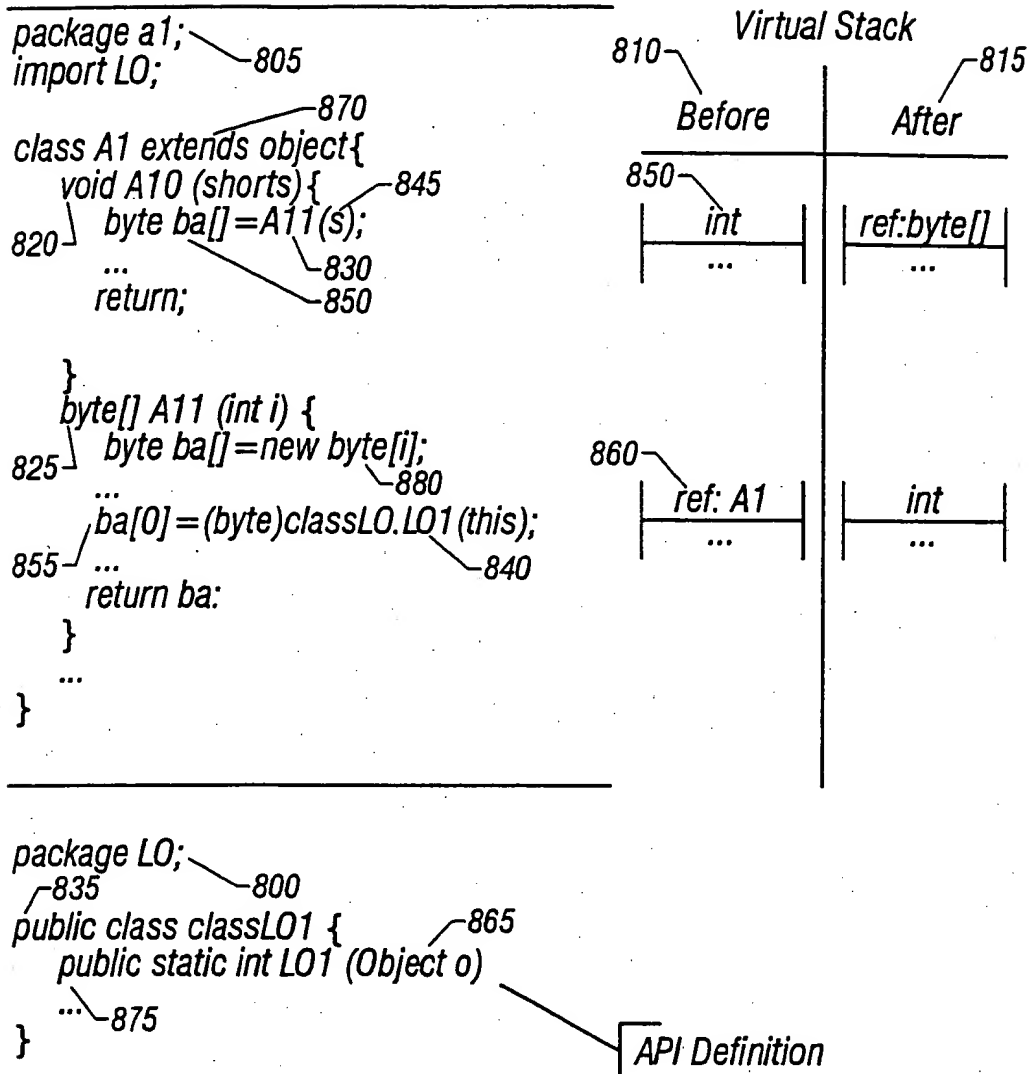 package a1;
805
import LO;
870
class A1 extends object{
void A10 (shorts) {
845
820
byte ba[]=A11(s);
830
...
850
return;
}
byte[] A11 (int i) {
825
byte ba[]=new byte[i];
880
...
855
ba[0]=(byte)classLO.LO1(this);
840
...
return ba:
}
...
}
Virtual Stack
810
815
Before
After
850
int
ref:byte[]
...
...
860
ref: A1
int
...
...
package LO;
800
835
public class classLO1 {
865
public static int LO1 (Object o)
...
875
}
API Definition